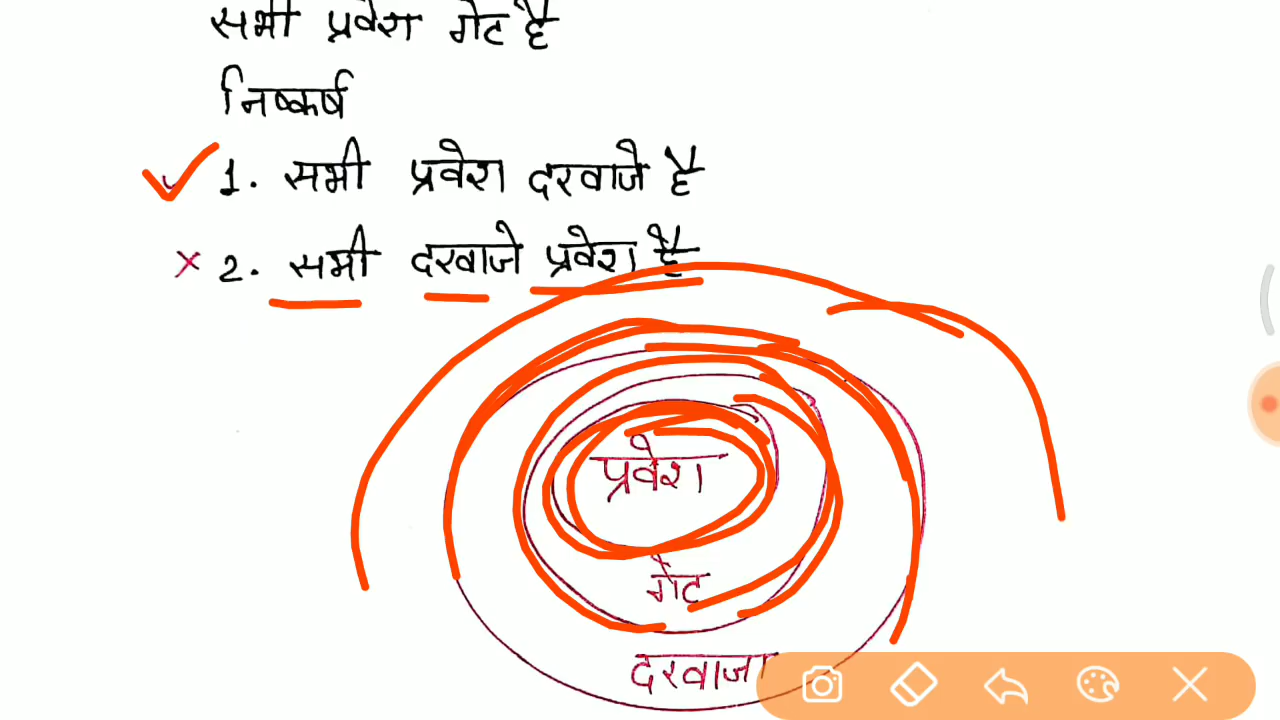 सभी प्रवेश गेट है
निष्कर्ष
1. सभी प्रवेश दरवाजे है
2. सभी दरवाजे प्रवेश है
प्रवेश
गेट
दरवाजा